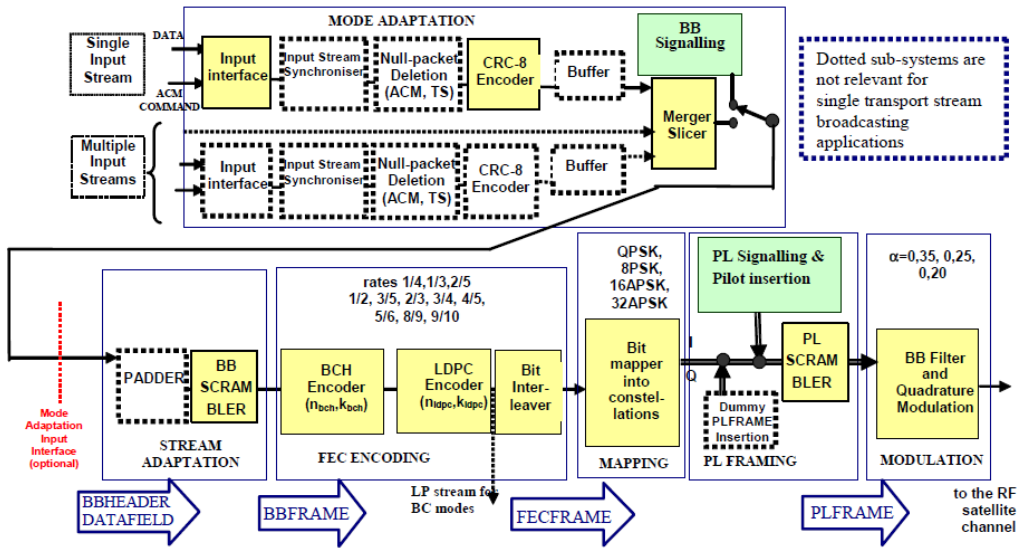 MODE ADAPTATION
Single
Input
Stream
DATA
ACM
COMMAND
Input
interface
Input Stream
Synchroniser
Null-packet
Deletion
(ACM, TS)
CRC-8
Encoder
Buffer
BB
Signalling
Merger
Slicer
Dotted sub-systems are
not relevant for
single transport stream
broadcasting
applications
Multiple
Input
Streams
Input
interface
Input Stream
Synchroniser
Null-packet
Deletion
(ACM, TS)
CRC-8
Encoder
Buffer
Mode
Adaptation
Input
Interface
(optional)
PADDER
BB
SCRAM
BLER
STREAM
ADAPTATION
rates 1/4,1/3,2/5
1/2, 3/5, 2/3, 3/4, 4/5,
5/6, 8/9, 9/10
BCH
Encoder
(nbch,kbch)
LDPC
Encoder
(nldpc,kldpc)
Bit
Inter-
leaver
FEC ENCODING
LP stream for
BC modes
QPSK,
8PSK,
16APSK,
32APSK
Bit
mapper
into
constel-
lations
MAPPING
PL Signalling &
Pilot insertion
I
Q
Dummy
PLFRAME
Insertion
PL
SCRAM
BLER
PL FRAMING
α=0,35, 0,25,
0,20
BB Filter
and
Quadrature
Modulation
MODULATION
to the RF
satellite
channel
BBHEADER
DATAFIELD
BBFRAME
FECFRAME
PLFRAME